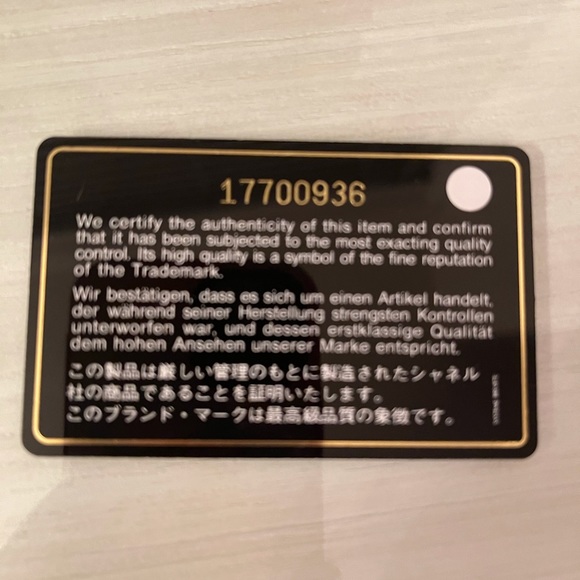 17700936
We certify the authenticity of this item and confirm
that it has been subjected to the most exacting quality
control. Its high quality is a symbol of the fine reputation
of the Trademark.
Wir bestätigen, dass es sich um einen Artikel handelt,
der während seiner Herstellung strengsten Kontrollen
unterworfen war, und dessen erstklassige Qualität
dem hohen Ansehen unserer Marke entspricht.
この製品は厳しい管理のもとに製造されたシャネル
社の商品であることを証明いたします。
このブランド・マークは最高級品質の象徴です。